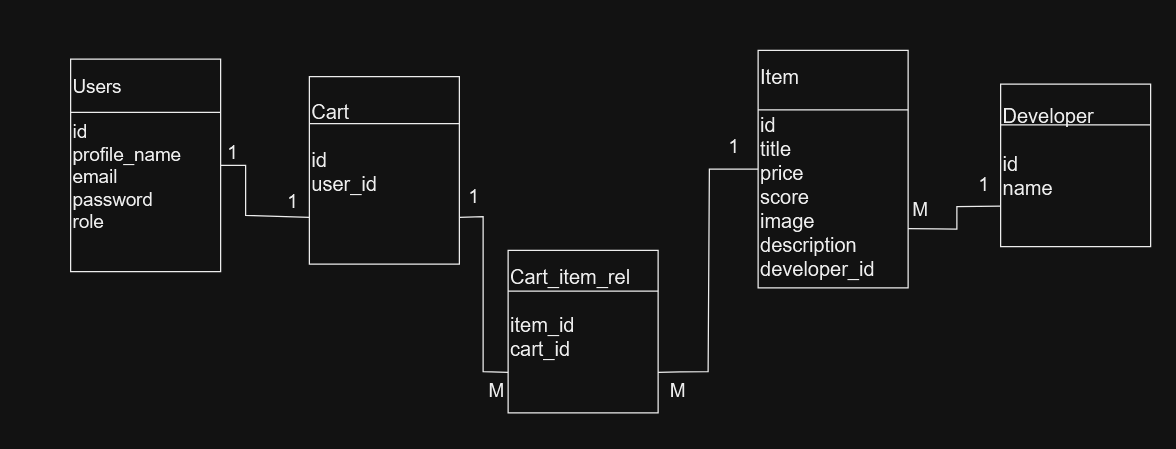 Users
id
profile_name
email
password
role
1
1
Cart
id
user_id
1
M
Cart_item_rel
item_id
cart_id
M
1
Item
id
title
price
score
image
description
developer_id
M
1
Developer
id
name